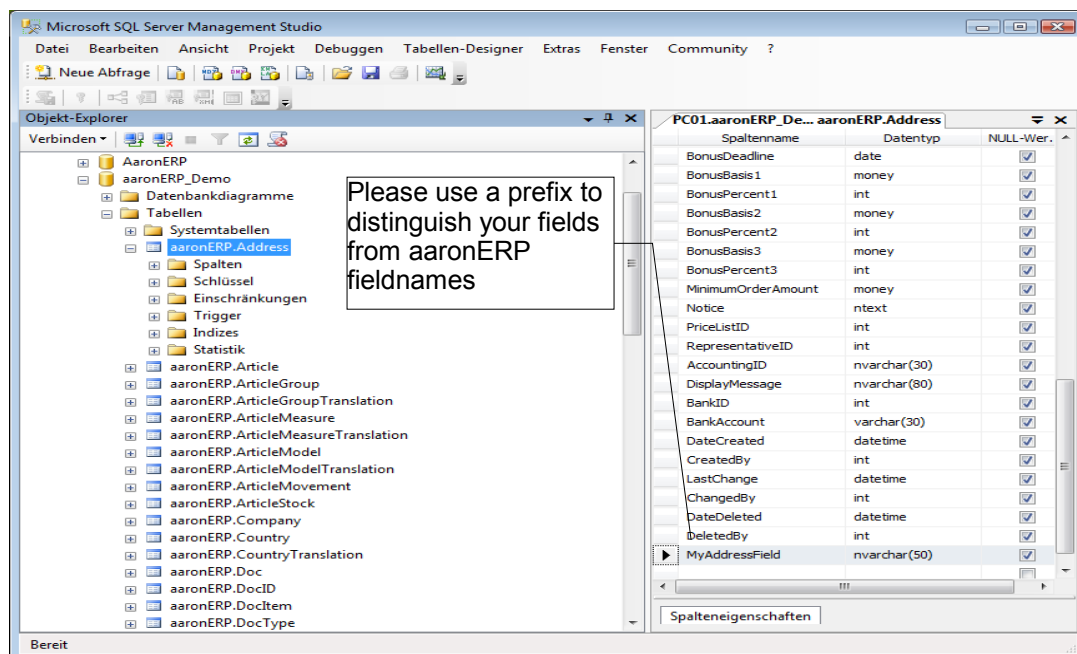 Microsoft SQL Server Management Studio
Datei Bearbeiten Ansicht Projekt Debuggen Tabellen-Designer Extras Fenster Community ?
Neue Abfrage
Objekt-Explorer
Verbinden
AaronERP
aaronERP_Demo
Datenbankdiagramme
Tabellen
Systemtabellen
aaronERP.Address
Spalten
Schlüssel
Einschränkungen
Trigger
Indizes
Statistik
aaronERP.Article
aaronERP.ArticleGroup
aaronERP.ArticleGroupTranslation
aaronERP.ArticleMeasure
aaronERP.ArticleMeasureTranslation
aaronERP.ArticleModel
aaronERP.ArticleModelTranslation
aaronERP.ArticleMovement
aaronERP.ArticleStock
aaronERP.Company
aaronERP.Country
aaronERP.CountryTranslation
aaronERP.Doc
aaronERP.DocID
aaronERP.DocItem
aaronERP.DocType
Please use a prefix to
distinguish your fields
from aaronERP
fieldnames
PC01.aaronERP_De... aaronERP.Address
Spaltenname Datentyp NULL-Wer.
BonusDeadline date
BonusBasis1 money
BonusPercent1 int
BonusBasis2 money
BonusPercent2 int
BonusBasis3 money
BonusPercent3 int
MinimumOrderAmount money
Notice ntext
PriceListID int
RepresentativeID int
AccountingID nvarchar(30)
DisplayMessage nvarchar(80)
BankID int
BankAccount varchar(30)
DateCreated datetime
CreatedBy int
LastChange datetime
ChangedBy int
DateDeleted datetime
DeletedBy int
MyAddressField nvarchar(50)
Spalteneigenschaften
Bereit